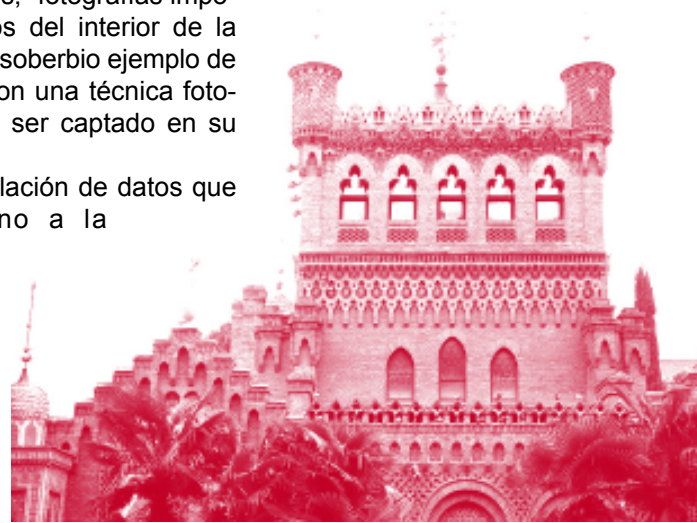 fotografías impo-
os del interior de la
soberbio ejemplo de
on una técnica foto-
ser captado en su
lación de datos que
no a la